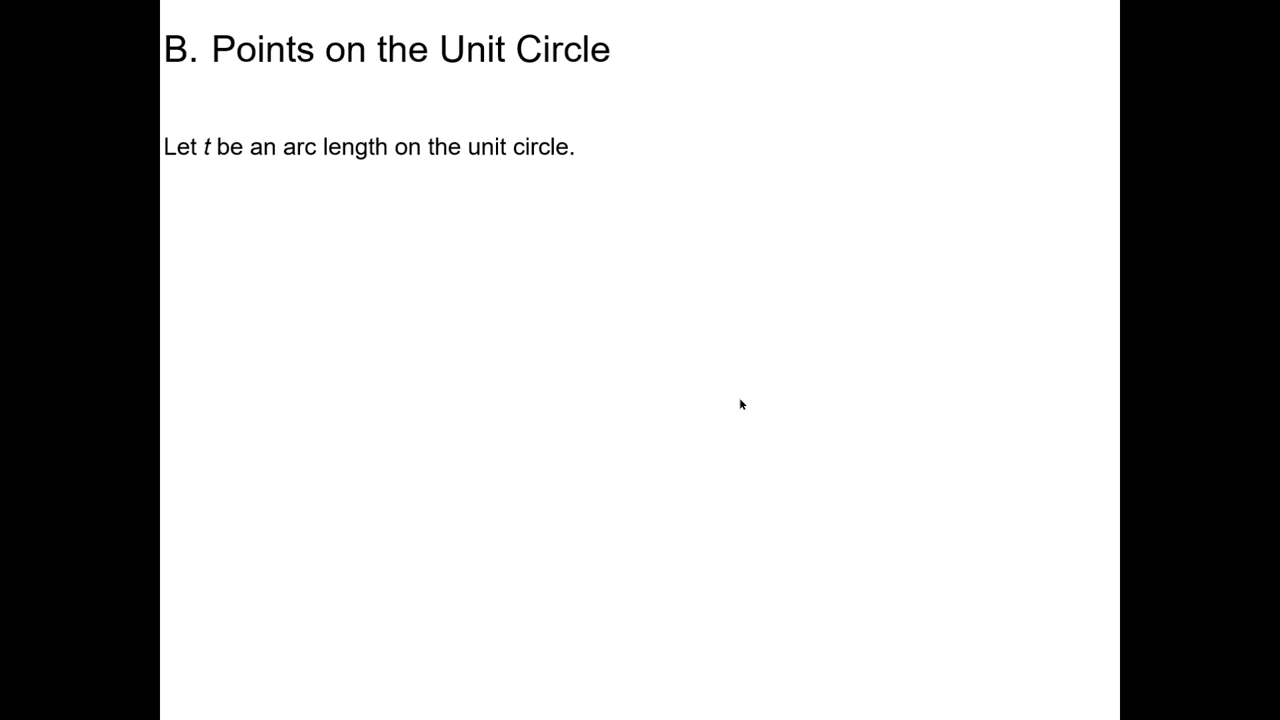 B. Points on the Unit Circle
Let t be an arc length on the unit circle.